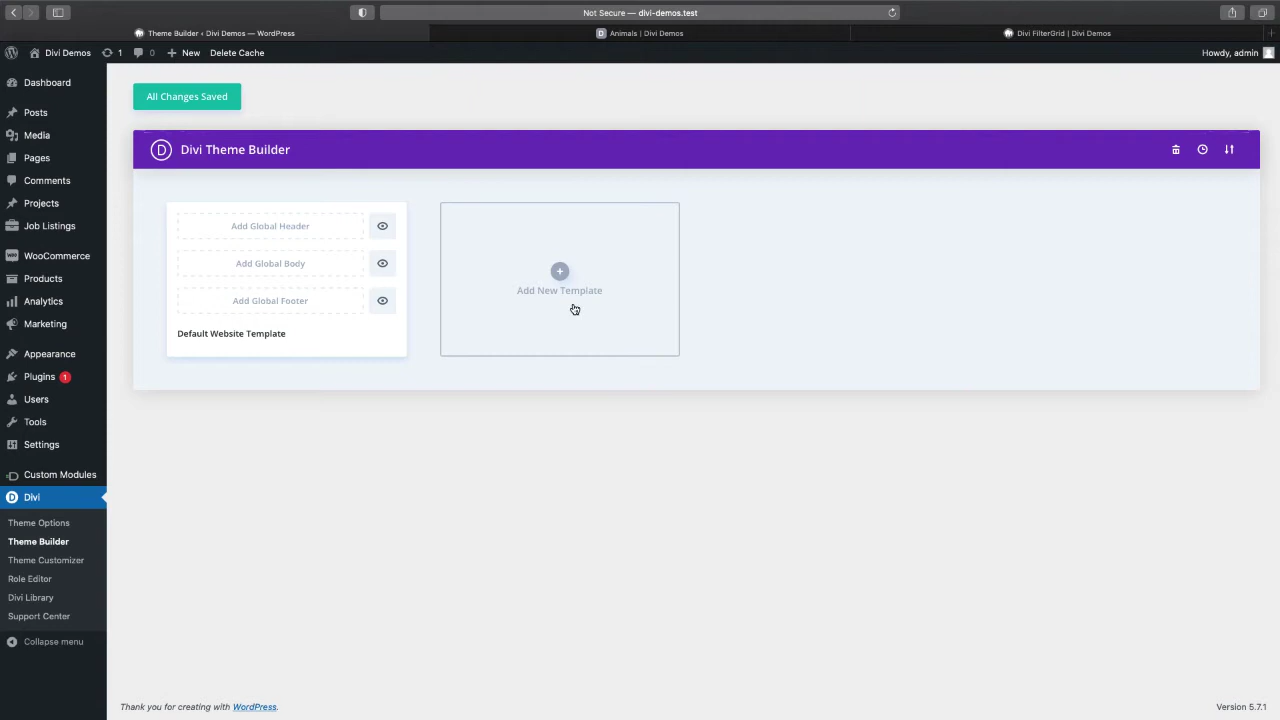 Not Secure — divi-demos.test
Theme Builder ‹ Divi Demos — WordPress
Animals | Divi Demos
Divi FilterGrid | Divi Demos
Divi Demos
1
0
New
Delete Cache
Howdy, admin
Dashboard
Posts
Media
Pages
Comments
Projects
Job Listings
WooCommerce
Products
Analytics
Marketing
Appearance
Plugins 1
Users
Tools
Settings
Custom Modules
Divi
Theme Options
Theme Builder
Theme Customizer
Role Editor
Divi Library
Support Center
Collapse menu
All Changes Saved
D Divi Theme Builder
Add Global Header
Add Global Body
Add Global Footer
Default Website Template
Add New Template
Thank you for creating with WordPress.
Version 5.7.1